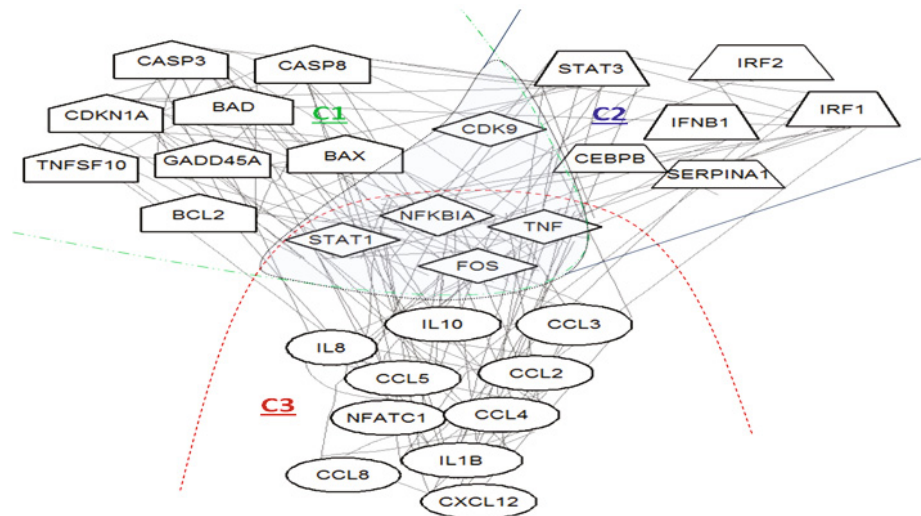 CASP3
CASP8
STAT3
IRF2
CDKN1A
BAD
C1
C2
IFNB1
IRF1
CDK9
TNFSF10
GADD45A
BAX
CEBPB
SERPINA1
BCL2
NFKBIA
TNF
STAT1
FOS
IL10
CCL3
IL8
CCL5
CCL2
C3
NFATC1
CCL4
CCL8
IL1B
CXCL12